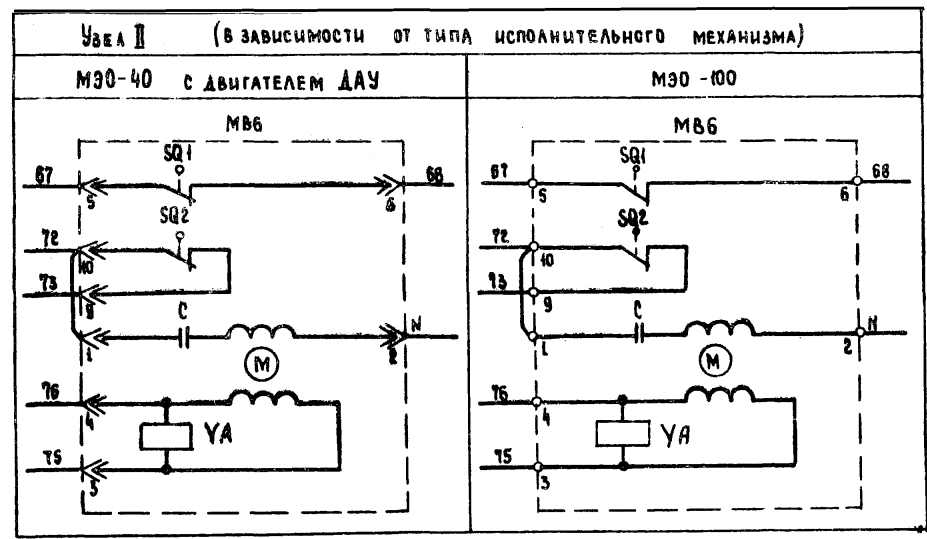 Узел II (в зависимости от типа исполнительного механизма)
МЭО-40 с двигателем ДАУ
МВ6
67
SQ1
68
5
6
SQ2
72
10
73
9
C
N
1
2
M
76
4
YA
75
3
МЭО-100
МВ6
67
SQ1
68
5
6
SQ2
72
10
73
9
C
N
1
2
M
76
4
YA
75
3